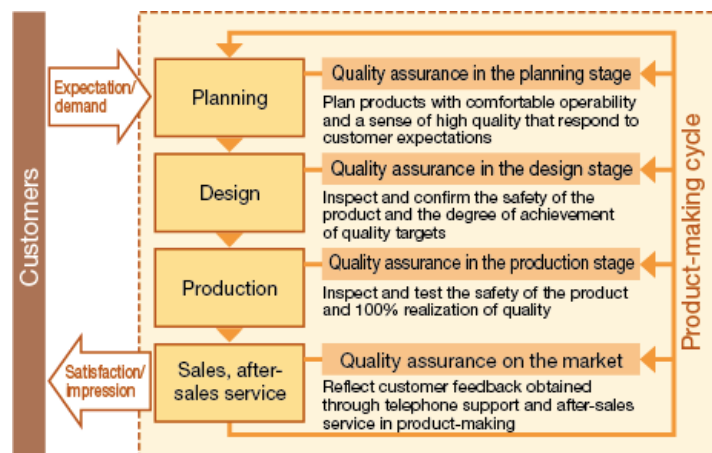 Customers
Expectation/
demand
Planning
Quality assurance in the planning stage
Plan products with comfortable operability
and a sense of high quality that respond to
customer expectations
Design
Quality assurance in the design stage
Inspect and confirm the safety of the
product and the degree of achievement
of quality targets
Production
Quality assurance in the production stage
Inspect and test the safety of the product
and 100% realization of quality
Satisfaction/
impression
Sales, after-
sales service
Quality assurance on the market
Reflect customer feedback obtained
through telephone support and after-sales
service in product-making
Product-making cycle